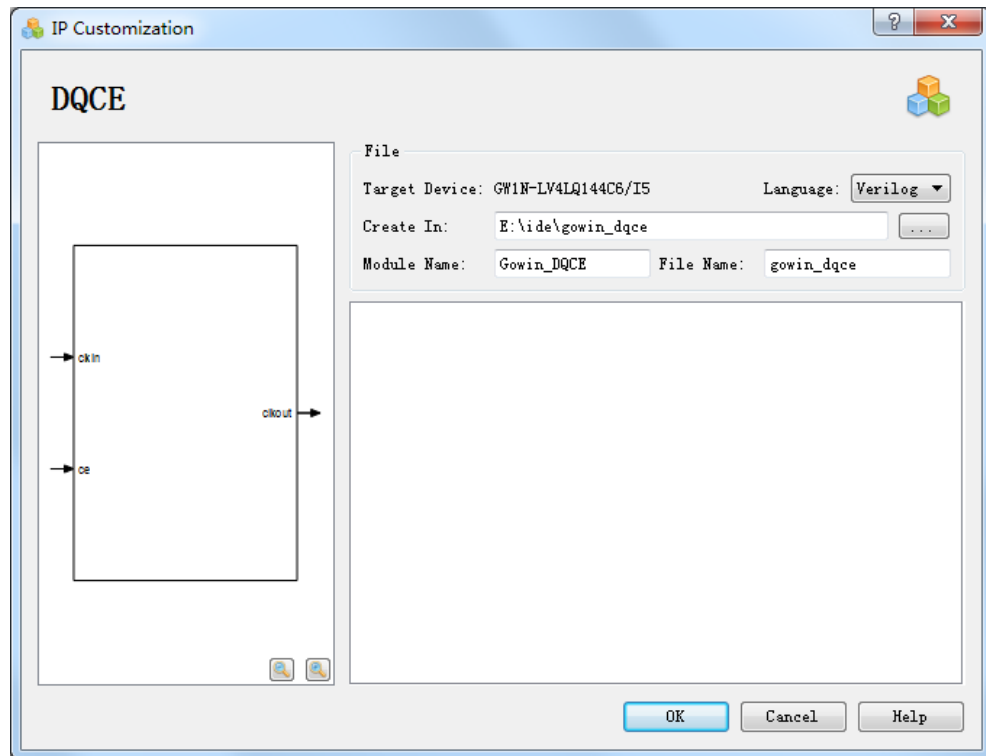 IP Customization
DQCE
File
Target Device: GW1N-LV4LQ144C6/I5 Language: Verilog
Create In: E:\ide\gowin_dqce ...
Module Name: Gowin_DQCE File Name: gowin_dqce
clkin
clkout
ce
OK Cancel Help